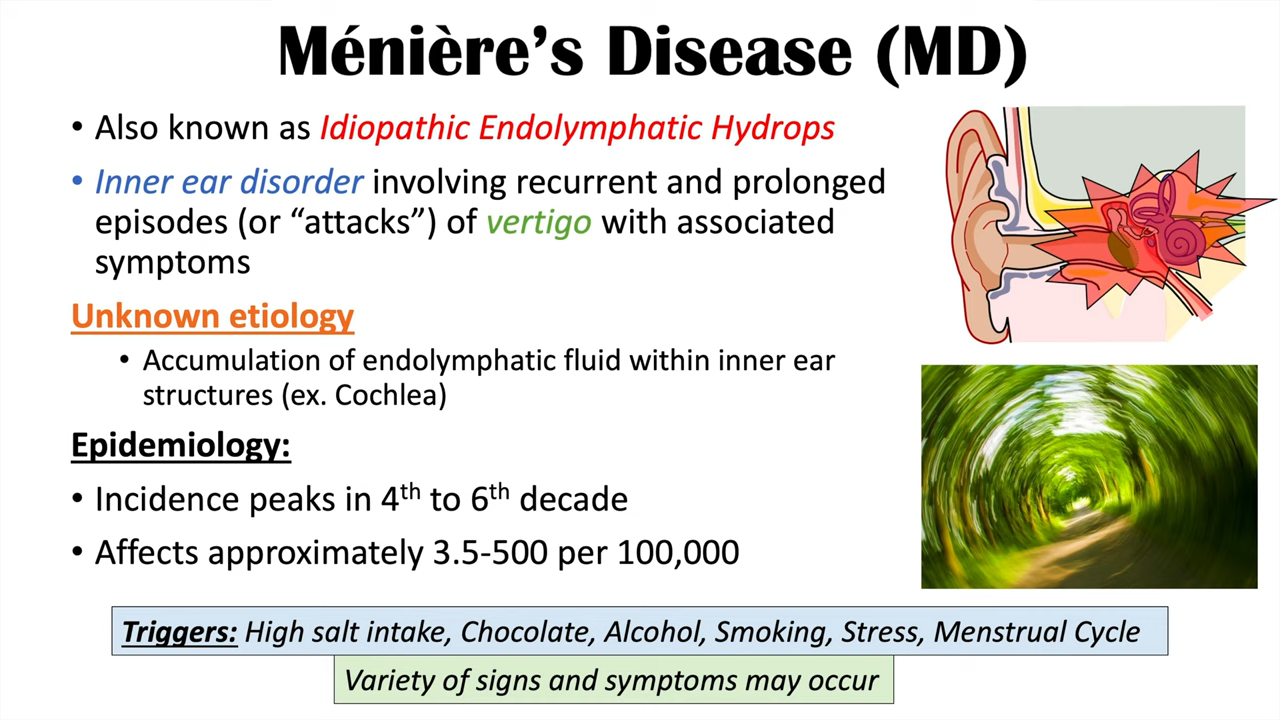 Ménière's Disease (MD)
• Also known as Idiopathic Endolymphatic Hydrops
• Inner ear disorder involving recurrent and prolonged
episodes (or “attacks”) of vertigo with associated
symptoms
Unknown etiology
• Accumulation of endolymphatic fluid within inner ear
structures (ex. Cochlea)
Epidemiology:
• Incidence peaks in 4th to 6th decade
• Affects approximately 3.5-500 per 100,000
Triggers: High salt intake, Chocolate, Alcohol, Smoking, Stress, Menstrual Cycle
Variety of signs and symptoms may occur